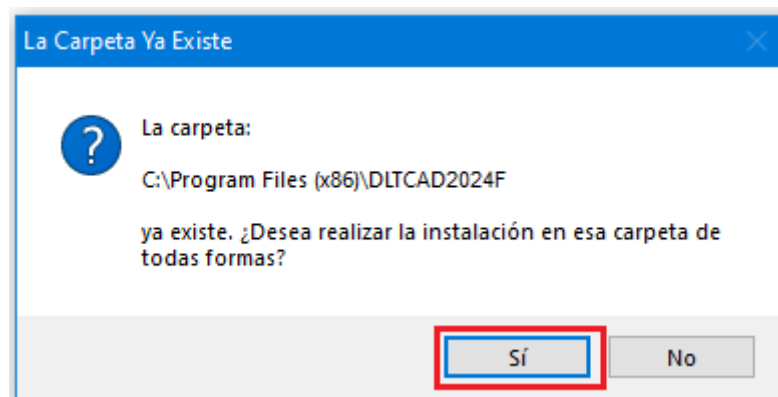 La Carpeta Ya Existe
?
La carpeta:
C:\Program Files (x86)\DLTCAD2024F
ya existe. ¿Desea realizar la instalación en esa carpeta de
todas formas?
Sí
No